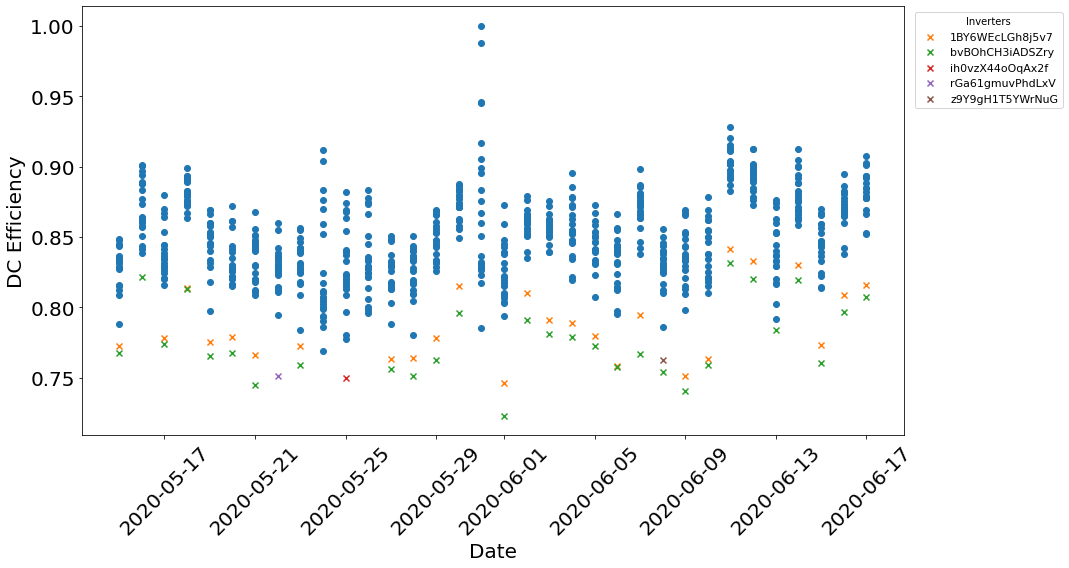 1.00
0.95
0.90
0.85
0.80
0.75
DC Efficiency
2020-05-17
2020-05-21
2020-05-25
2020-05-29
2020-06-01
2020-06-05
2020-06-09
2020-06-13
2020-06-17
Date
Inverters
1BY6WEcLGh8j5v7
bvBOhCH3iADSZry
ih0vzX44oOqAx2f
rGa61gmuvPhdLxV
z9Y9gH1T5YWrNuG